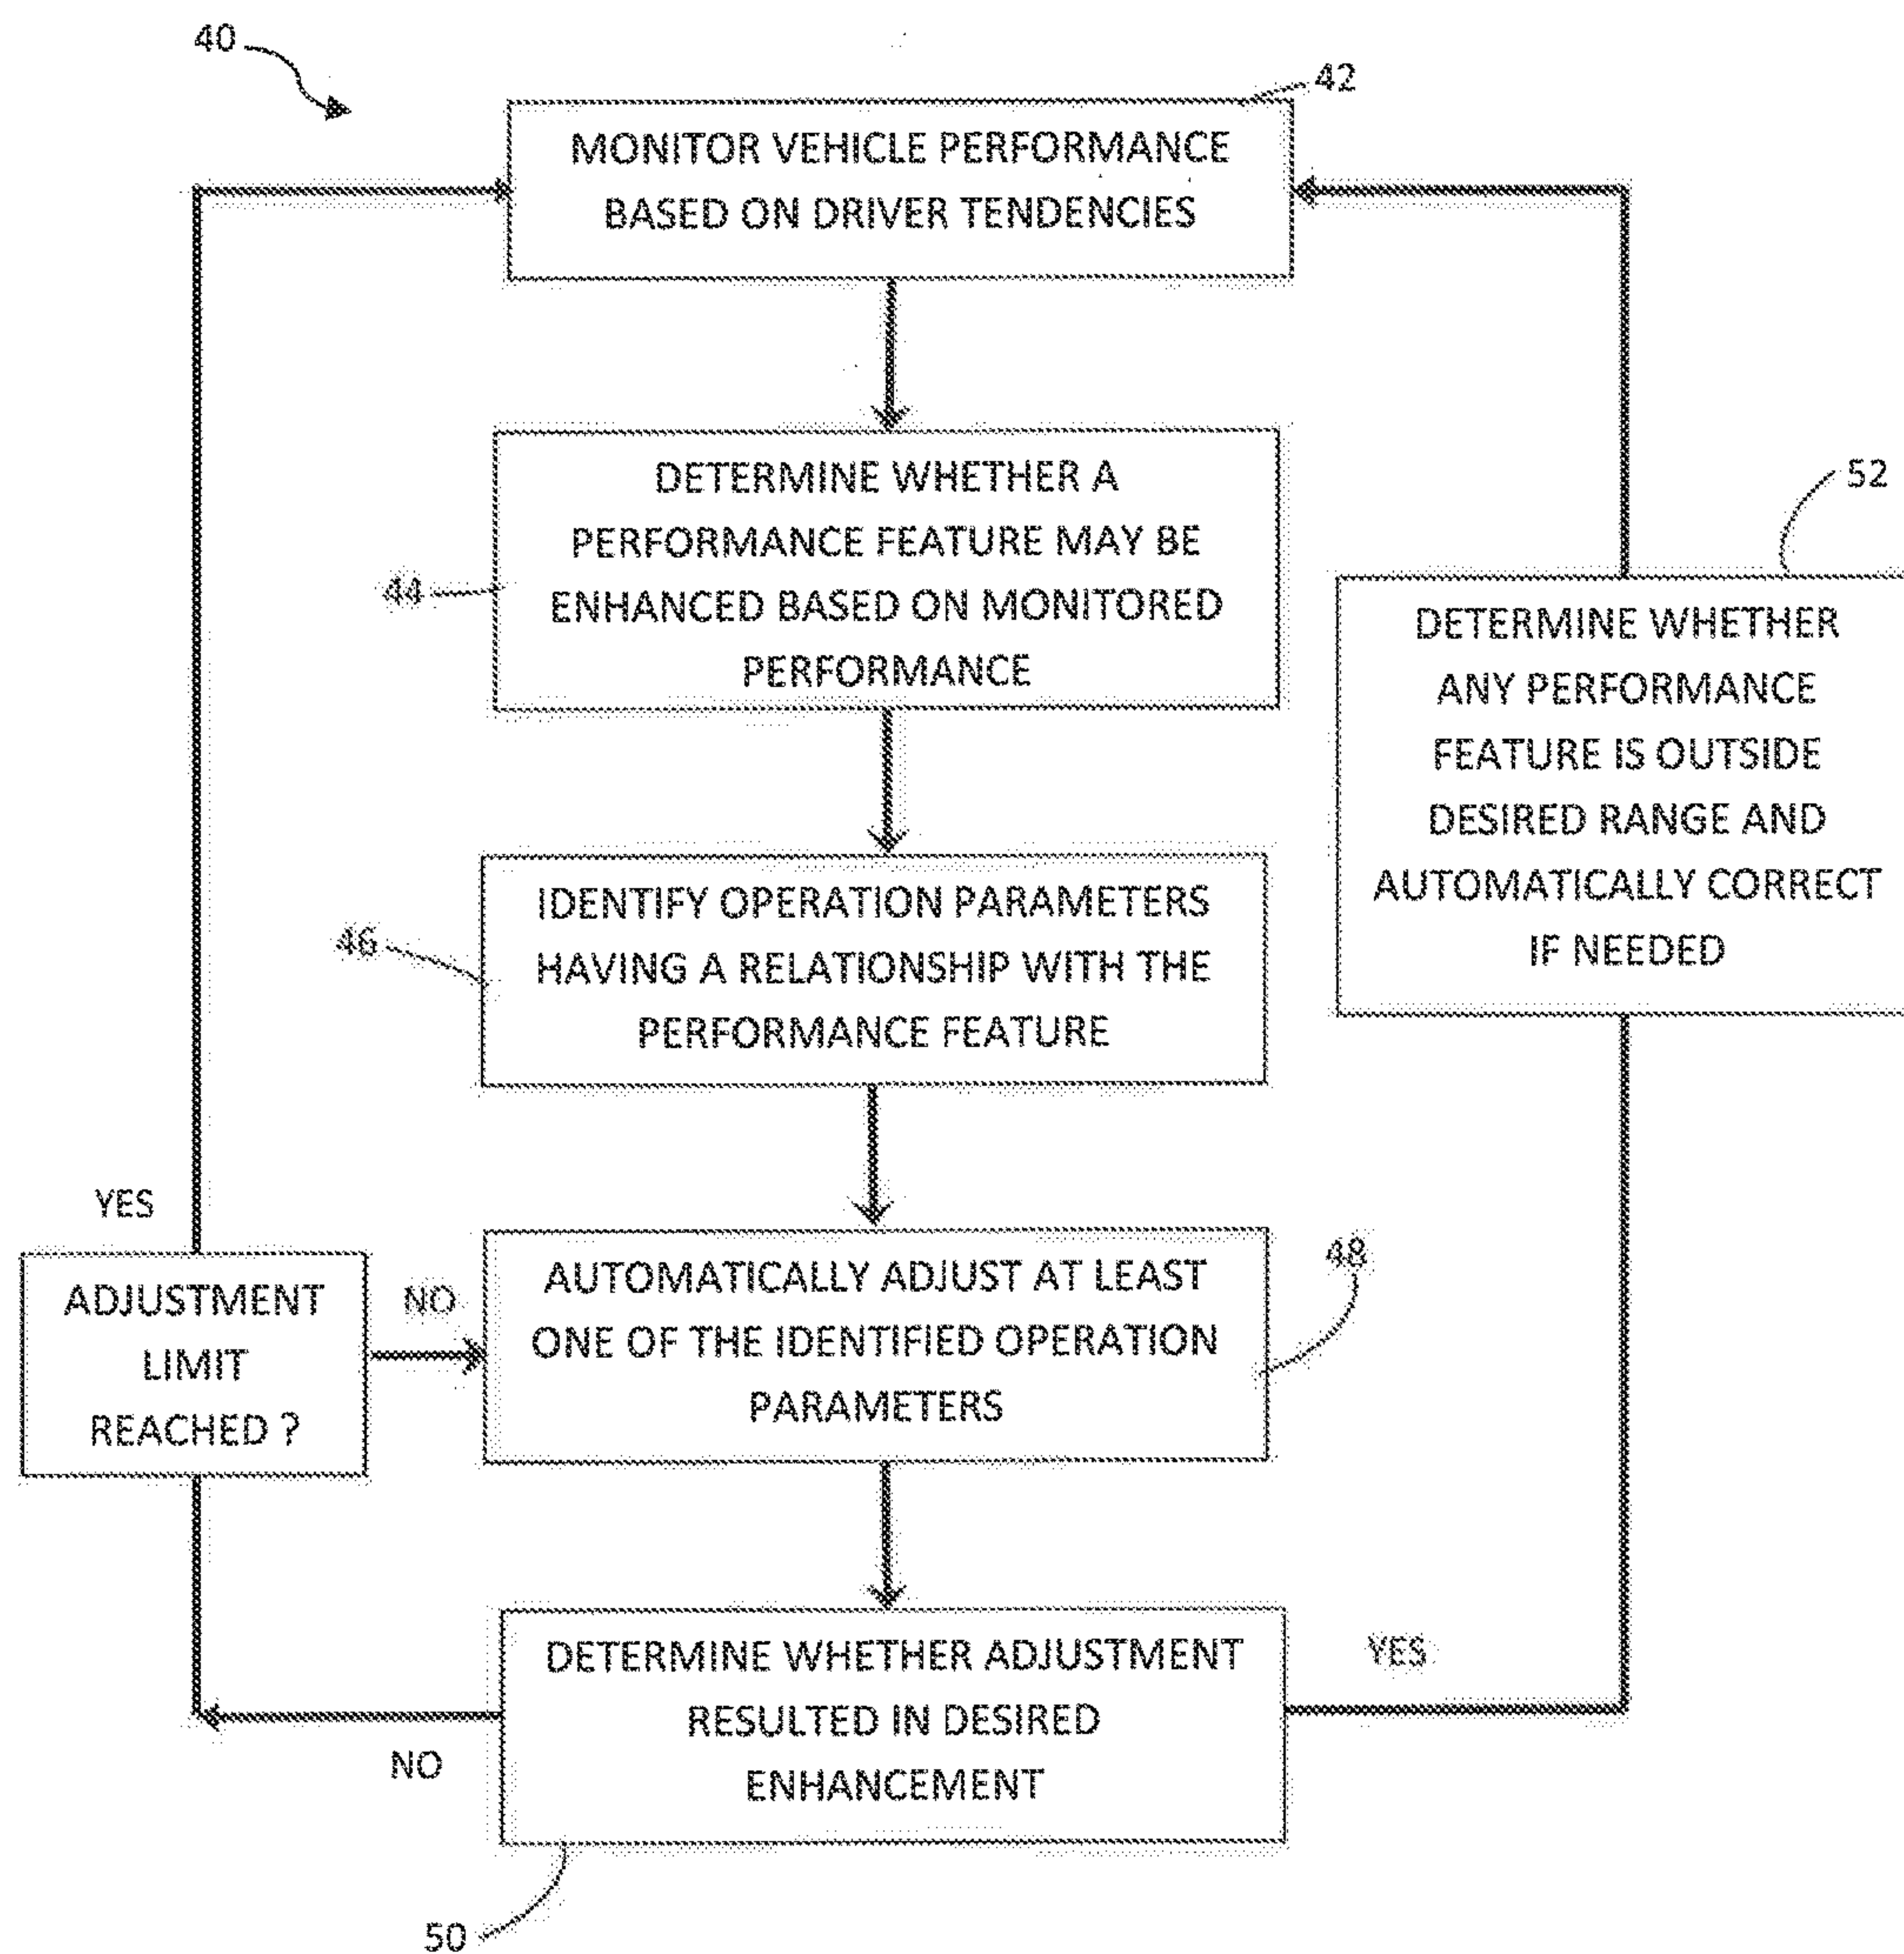 40
42
MONITOR VEHICLE PERFORMANCE
BASED ON DRIVER TENDENCIES
DETERMINE WHETHER A
PERFORMANCE FEATURE MAY BE
ENHANCED BASED ON MONITORED
PERFORMANCE
44
52
DETERMINE WHETHER
ANY PERFORMANCE
FEATURE IS OUTSIDE
DESIRED RANGE AND
AUTOMATICALLY CORRECT
IF NEEDED
IDENTIFY OPERATION PARAMETERS
HAVING A RELATIONSHIP WITH THE
PERFORMANCE FEATURE
46
YES
ADJUSTMENT
LIMIT
REACHED ?
NO
AUTOMATICALLY ADJUST AT LEAST
ONE OF THE IDENTIFIED OPERATION
PARAMETERS
48
DETERMINE WHETHER ADJUSTMENT
RESULTED IN DESIRED
ENHANCEMENT
YES
NO
50